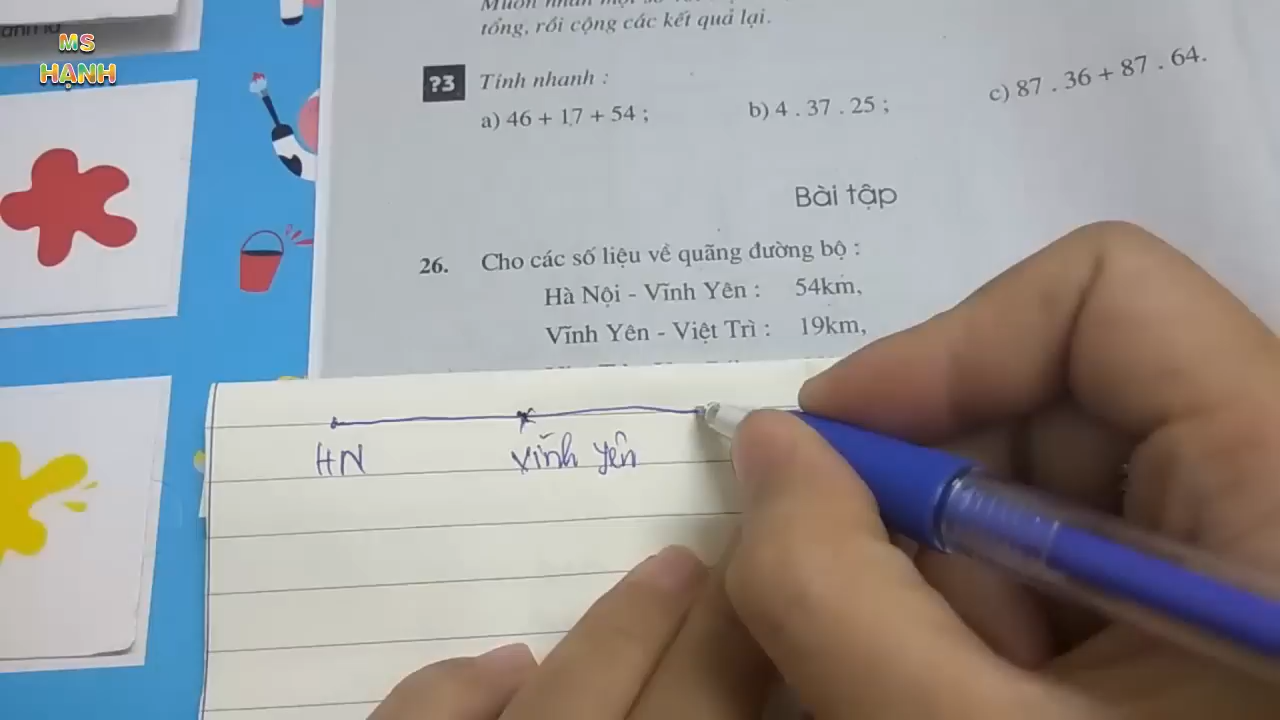 MS
HẠNH
tổng, rồi cộng các kết quả lại.
?3 Tính nhanh :
a) 46 + 17 + 54 ; b) 4 . 37 . 25 ; c) 87 . 36 + 87 . 64.
Bài tập
26. Cho các số liệu về quãng đường bộ :
Hà Nội - Vĩnh Yên : 54km,
Vĩnh Yên - Việt Trì : 19km,
HN Vĩnh Yên